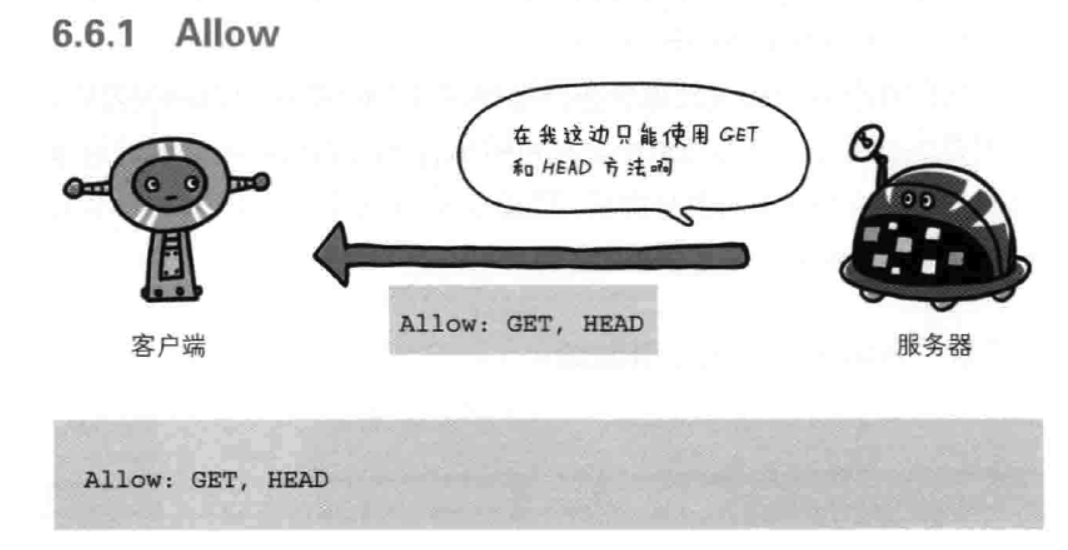 6.6.1 Allow
在我这边只能使用 GET
和 HEAD 方法啊
Allow: GET, HEAD
客户端
服务器
Allow: GET, HEAD